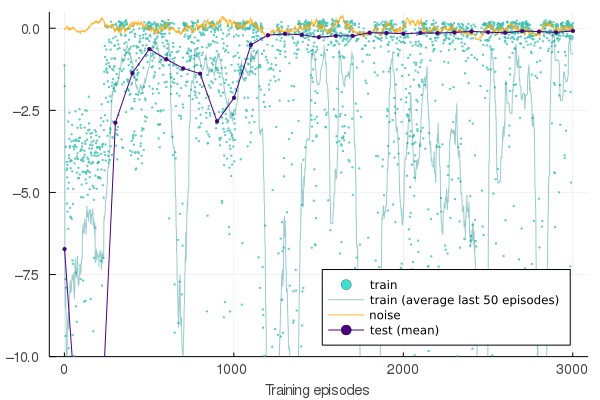 0.0
−2.5
−5.0
−7.5
−10.0
0
1000
2000
3000
Training episodes
train
train (average last 50 episodes)
noise
test (mean)